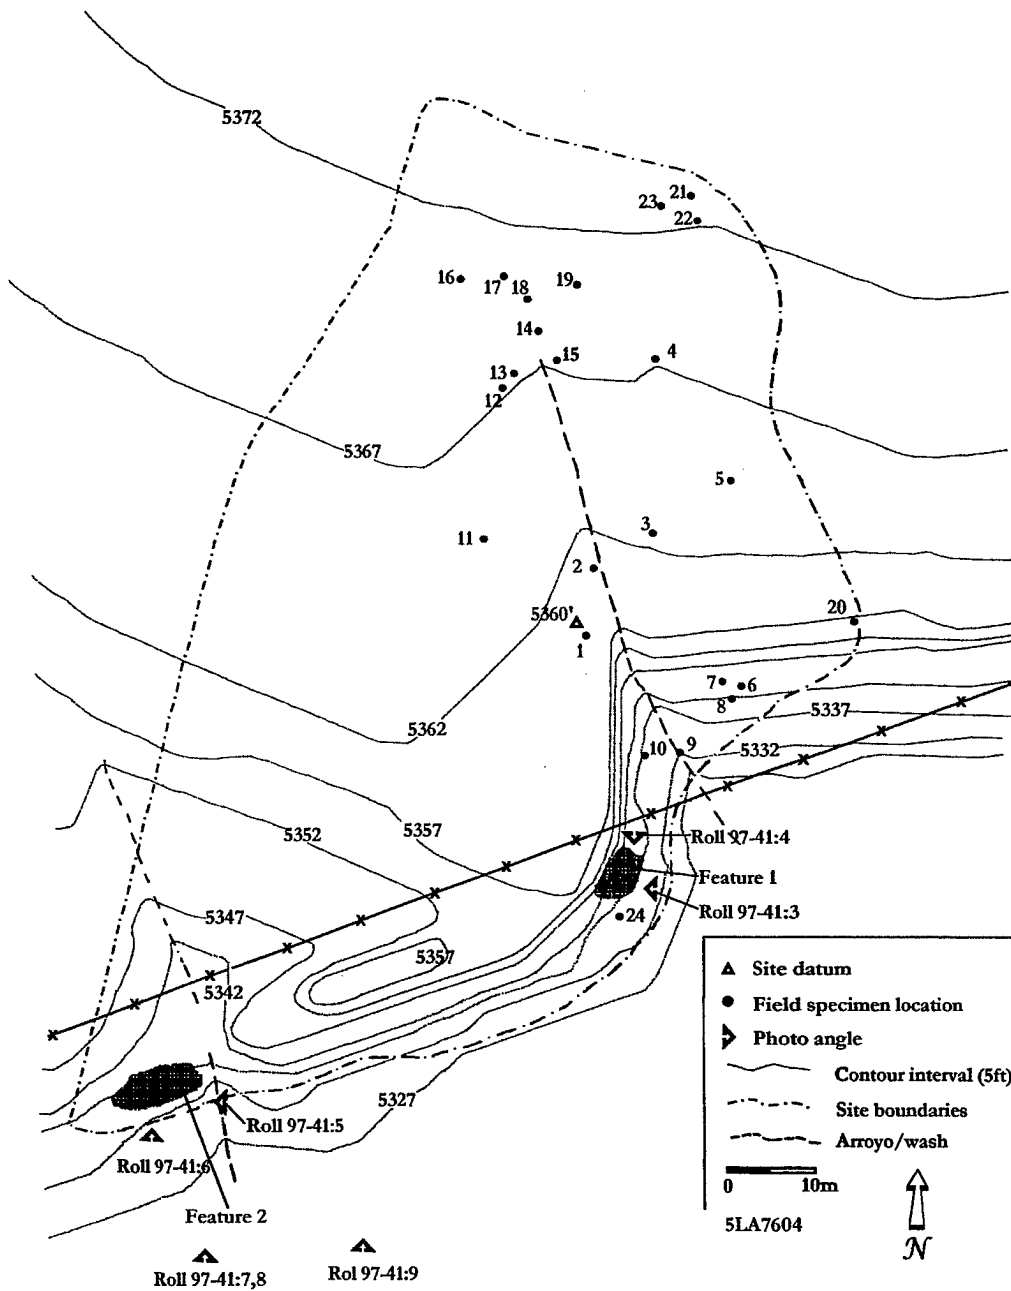 5372
21
23
22
16
17
18
19
14
15
4
13
12
5367
5
3
11
2
5360'
1
20
7
6
8
5337
5362
10
9
5332
5352
5357
Roll 97-41:4
Feature 1
Roll 97-41:3
5347
24
5357
5342
Site datum
Field specimen location
Photo angle
Contour interval (5ft)
5327
Site boundaries
Roll 97-41:5
Arroyo/wash
Roll 97-41:6
0 10m
Feature 2
5LA7604
N
Roll 97-41:7,8
Rol 97-41:9